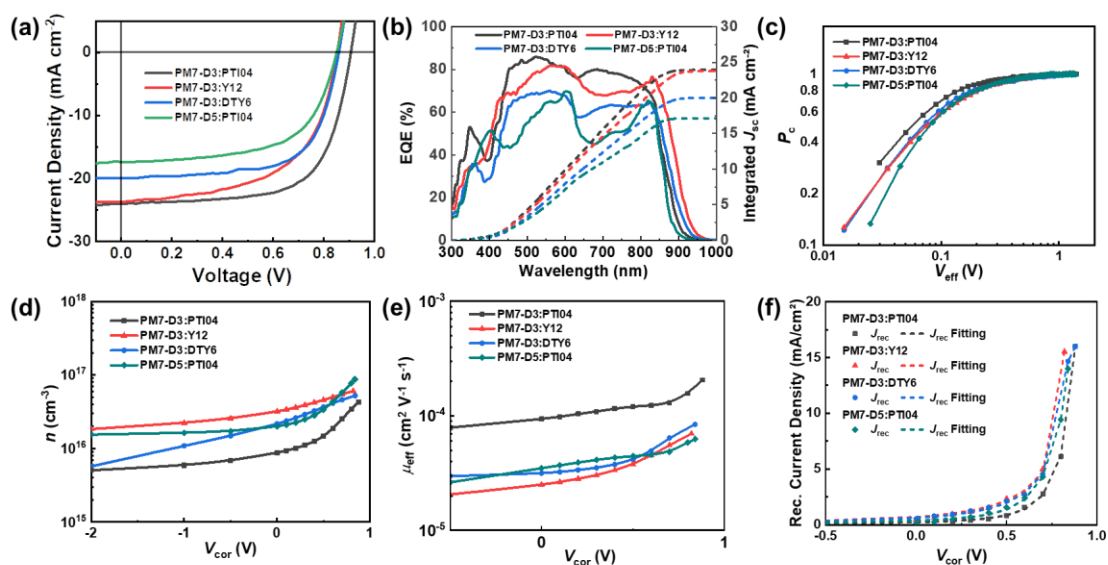 (a)
Current Density (mA cm⁻²)
0
-10
-20
-30
PM7-D3:PTI04
PM7-D3:Y12
PM7-D3:DTY6
PM7-D5:PTI04
0.0 0.2 0.4 0.6 0.8 1.0
Voltage (V)
(b)
PM7-D3:PTI04 PM7-D3:Y12
PM7-D3:DTY6 PM7-D5:PTI04
EQE (%)
100
80
60
40
20
0
300 400 500 600 700 800 900 1000
Wavelength (nm)
30
25
20
15
10
5
0
Integrated Jsc (mA cm⁻²)
(c)
PM7-D3:PTI04
PM7-D3:Y12
PM7-D3:DTY6
PM7-D5:PTI04
Pc
1
0.8
0.6
0.4
0.2
0.1
0.01 0.1 1
Veff (V)
(d)
PM7-D3:PTI04
PM7-D3:Y12
PM7-D3:DTY6
PM7-D5:PTI04
n (cm⁻³)
10¹⁸
10¹⁷
10¹⁶
10¹⁵
-2 -1 0 1
Vcor (V)
(e)
PM7-D3:PTI04
PM7-D3:Y12
PM7-D3:DTY6
PM7-D5:PTI04
μeff (cm² V⁻¹ s⁻¹)
10⁻³
10⁻⁴
10⁻⁵
0 1
Vcor (V)
(f)
Rec. Current Density (mA/cm²)
20
15
10
5
0
PM7-D3:PTI04
Jrec Jrec Fitting
PM7-D3:Y12
Jrec Jrec Fitting
PM7-D3:DTY6
Jrec Jrec Fitting
PM7-D5:PTI04
Jrec Jrec Fitting
-0.5 0.0 0.5 1.0
Vcor (V)